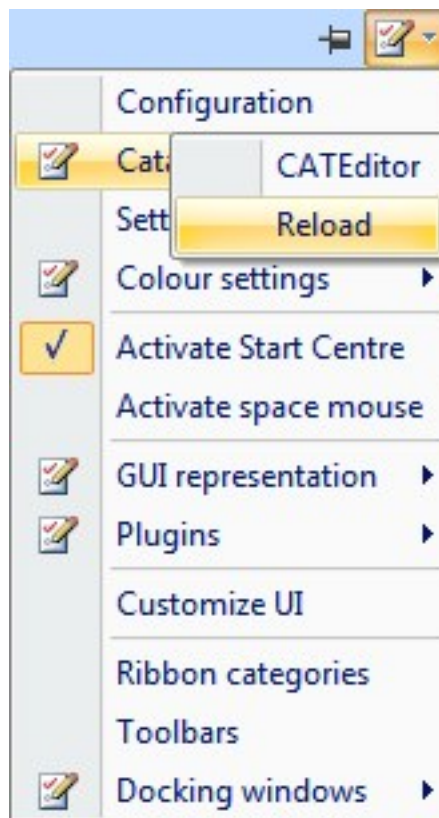 Configuration
CATEditor
Reload
Colour settings
Activate Start Centre
Activate space mouse
GUI representation
Plugins
Customize UI
Ribbon categories
Toolbars
Docking windows